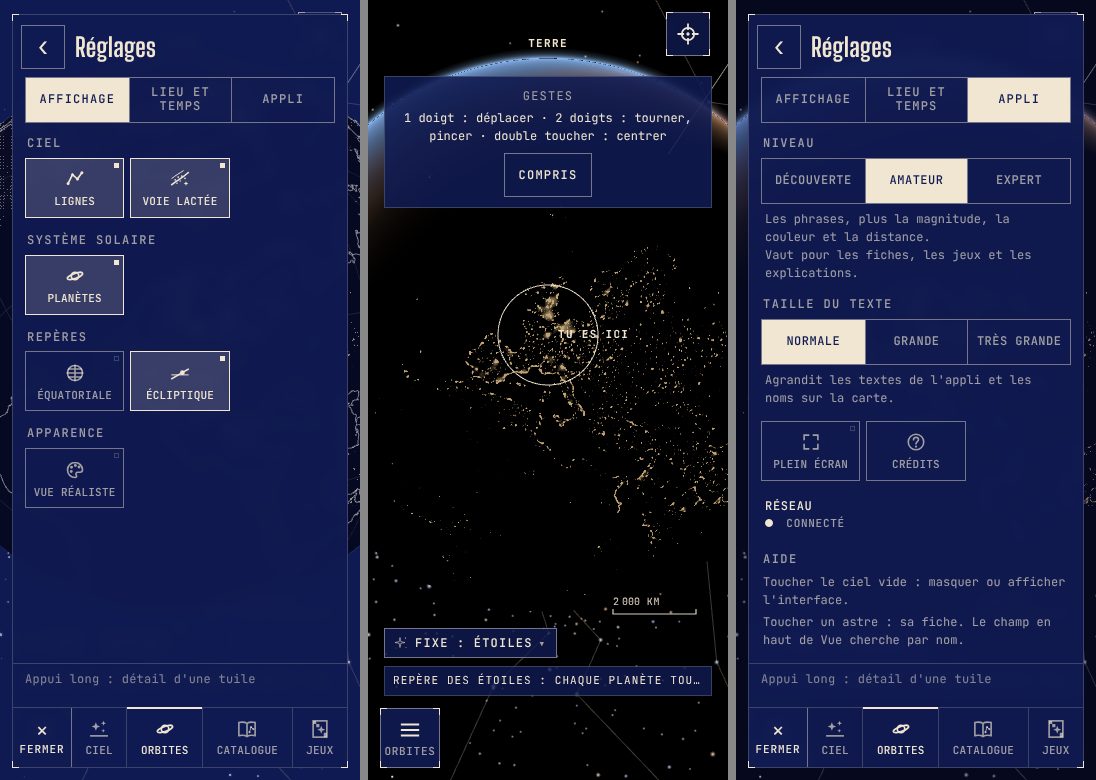 Réglages
AFFICHAGE
LIEU ET
TEMPS
APPLI
CIEL
LIGNES
VOIE LACTÉE
SYSTÈME SOLAIRE
PLANÈTES
REPÈRES
ÉQUATORIALE
ÉCLIPTIQUE
APPARENCE
VUE RÉALISTE
Appui long : détail d'une tuile
FERMER
CIEL
ORBITES
CATALOGUE
JEUX
TERRE
GESTES
1 doigt : déplacer · 2 doigts : tourner,
pincer · double toucher : centrer
COMPRIS
TU ES ICI
2 000 KM
FIXE : ÉTOILES
REPÈRE DES ÉTOILES : CHAQUE PLANÈTE TOU…
ORBITES
Réglages
AFFICHAGE
LIEU ET
TEMPS
APPLI
NIVEAU
DÉCOUVERTE
AMATEUR
EXPERT
Les phrases, plus la magnitude, la
couleur et la distance.
Vaut pour les fiches, les jeux et les
explications.
TAILLE DU TEXTE
NORMALE
GRANDE
TRÈS GRANDE
Agrandit les textes de l'appli et les
noms sur la carte.
PLEIN ÉCRAN
CRÉDITS
RÉSEAU
CONNECTÉ
AIDE
Toucher le ciel vide : masquer ou afficher
l'interface.
Toucher un astre : sa fiche. Le champ en
haut de Vue cherche par nom.
Appui long : détail d'une tuile
FERMER
CIEL
ORBITES
CATALOGUE
JEUX